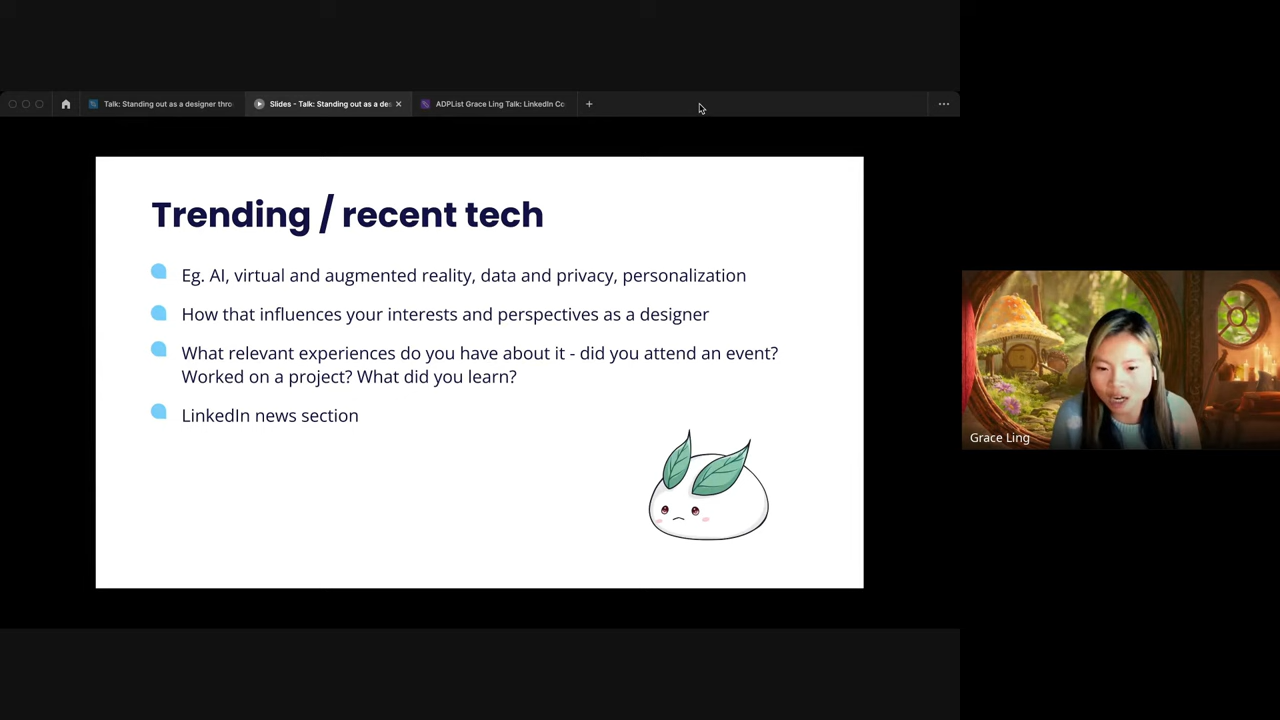 Talk: Standing out as a designer thro
Slides - Talk: Standing out as a des
ADPList Grace Ling Talk: LinkedIn Co
Trending / recent tech
Eg. AI, virtual and augmented reality, data and privacy, personalization
How that influences your interests and perspectives as a designer
What relevant experiences do you have about it - did you attend an event?
Worked on a project? What did you learn?
LinkedIn news section
Grace Ling